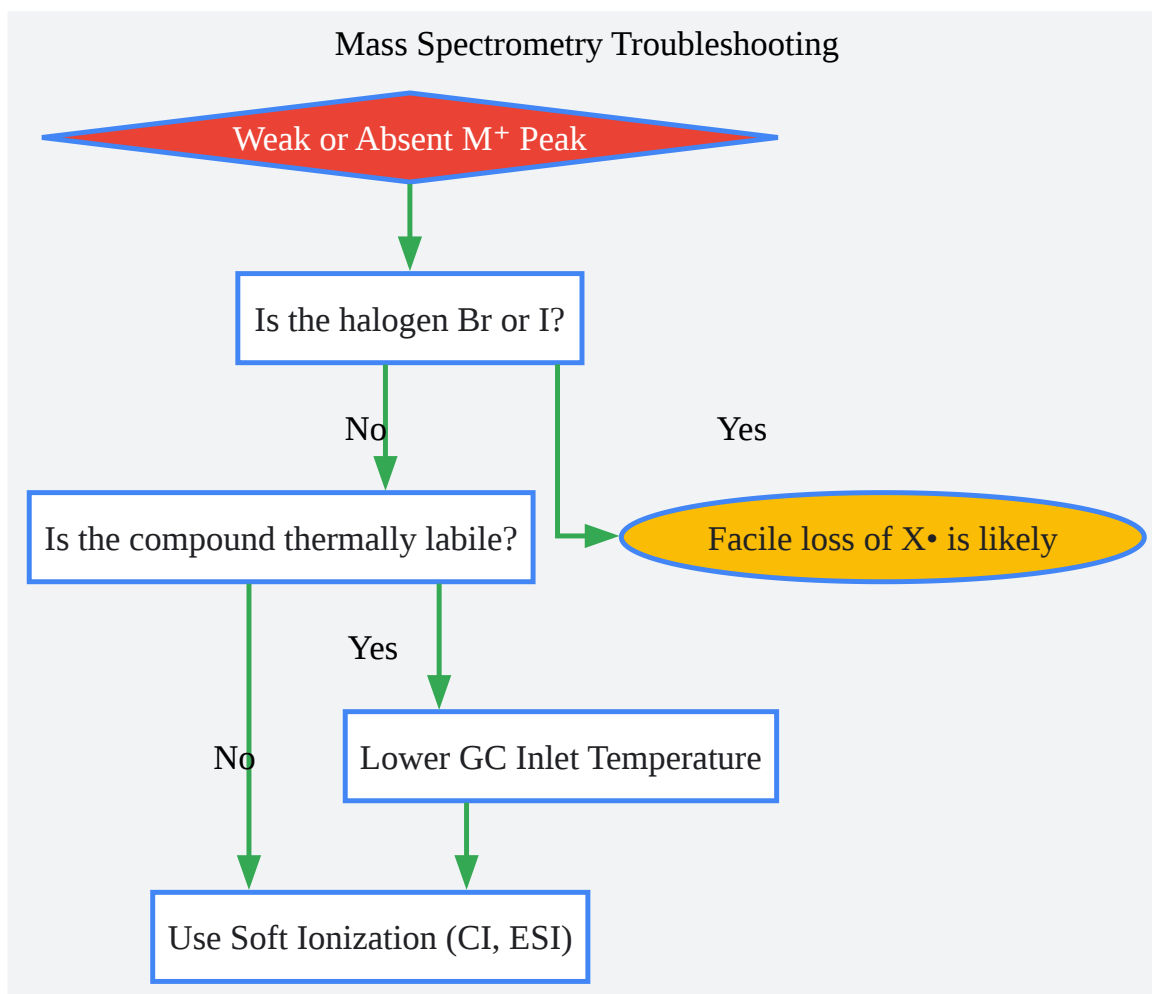 Mass Spectrometry Troubleshooting
Weak or Absent M⁺ Peak
Is the halogen Br or I?
No
Yes
Is the compound thermally labile?
Facile loss of X• is likely
Yes
Lower GC Inlet Temperature
No
Use Soft Ionization (CI, ESI)